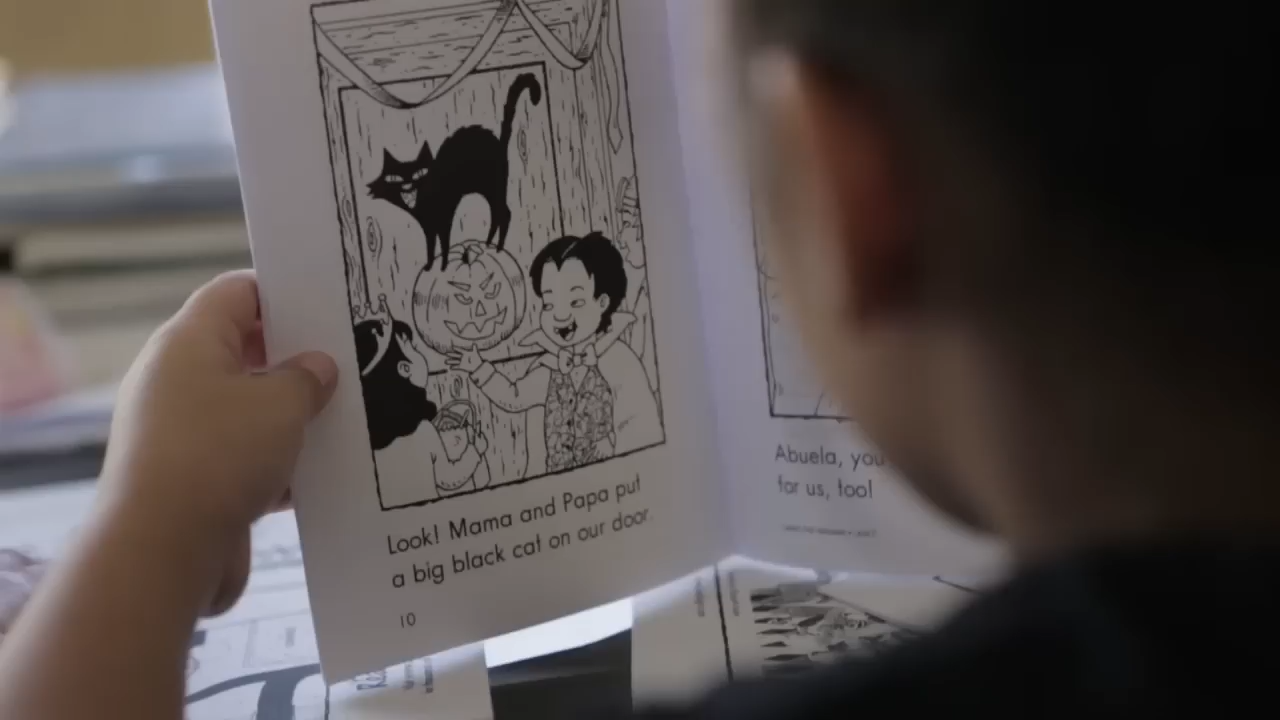 Look! Mama and Papa put
a big black cat on our door.
10
Abuela, you
for us, too!